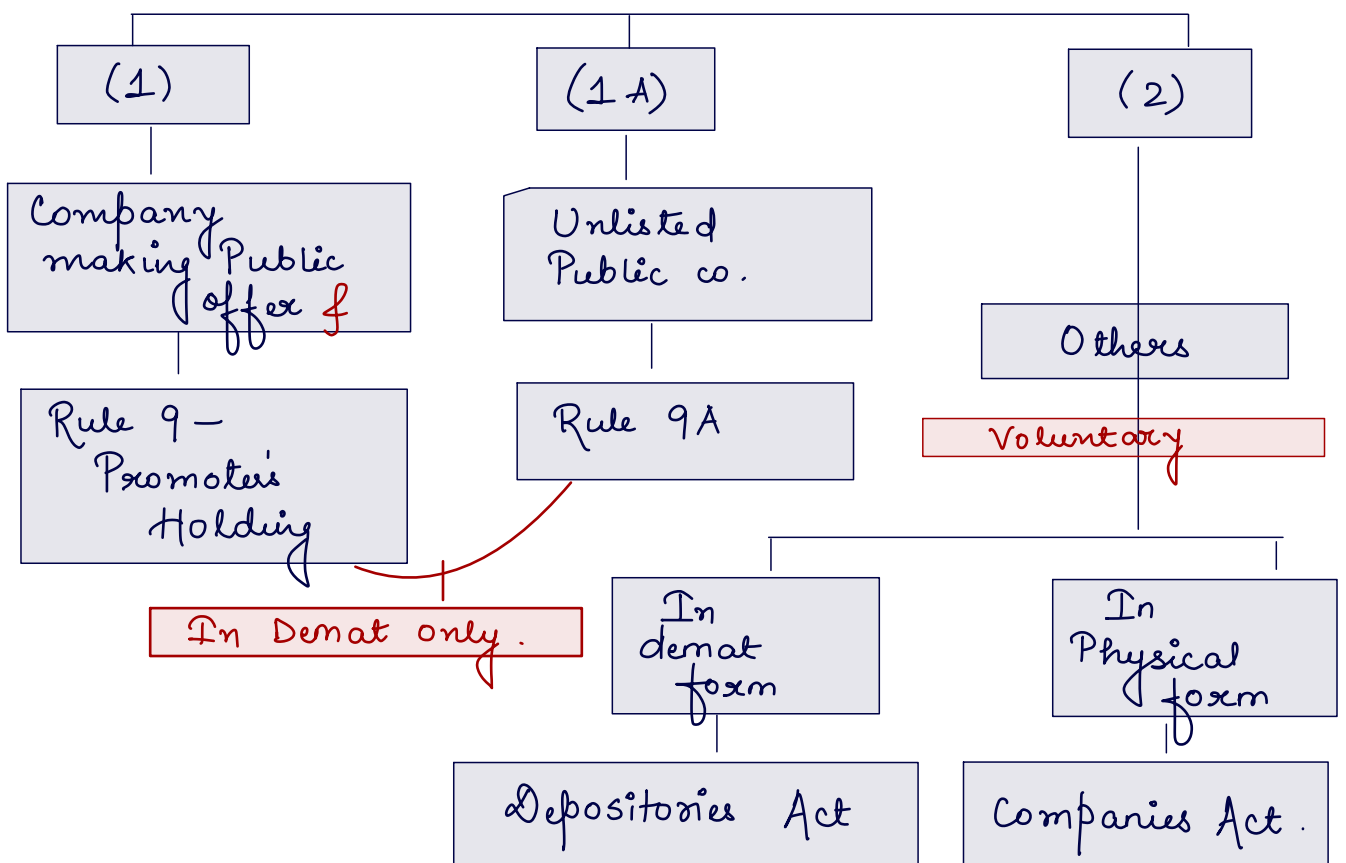 (1)
(1A)
(2)
Company
making Public
offer &
Unlisted
Public co.
Others
Rule 9 –
Promoter's
Holding
Rule 9A
Voluntary
In Demat only.
In
demat
form
In
Physical
form
Depositories Act
Companies Act.